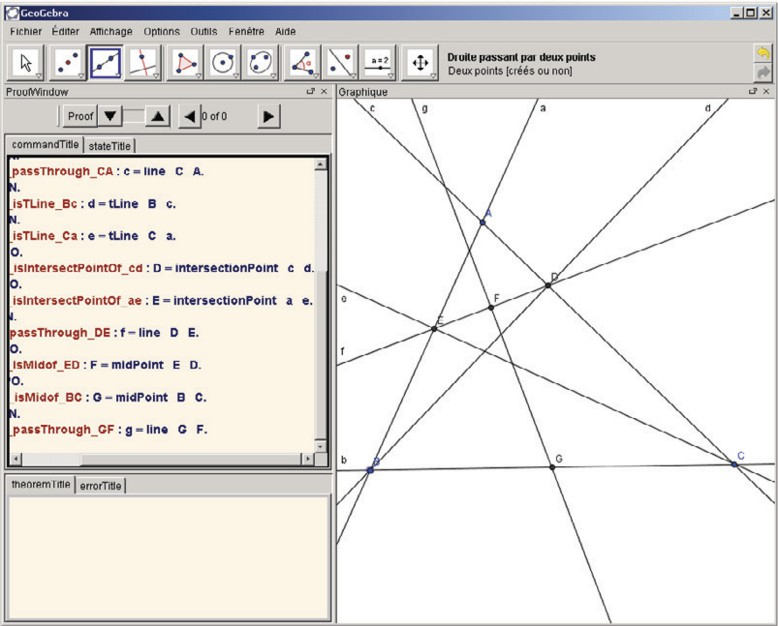 GeoGebra
Fichier Éditer Affichage Options Outils Fenêtre Aide
a=2
Droite passant par deux points
Deux points [créés ou non]
ProofWindow
Graphique
Proof
0 of 0
commandTitle stateTitle
_passThrough_CA : c = line C A.
N.
_isTLine_Bc : d = tLine B c.
N.
_isTLine_Ca : e = tLine C a.
O.
_isIntersectPointOf_cd : D = intersectionPoint c d.
O.
_isIntersectPointOf_ae : E = intersectionPoint a e.
N.
passThrough_DE : f = line D E.
O.
_isMidof_ED : F = midPoint E D.
'O.
_isMidof_BC : G = midPoint B C.
N.
_passThrough_GF : g = line G F.
theoremTitle errorTitle
c g a d
A
D
e
F
E
f
b B G C